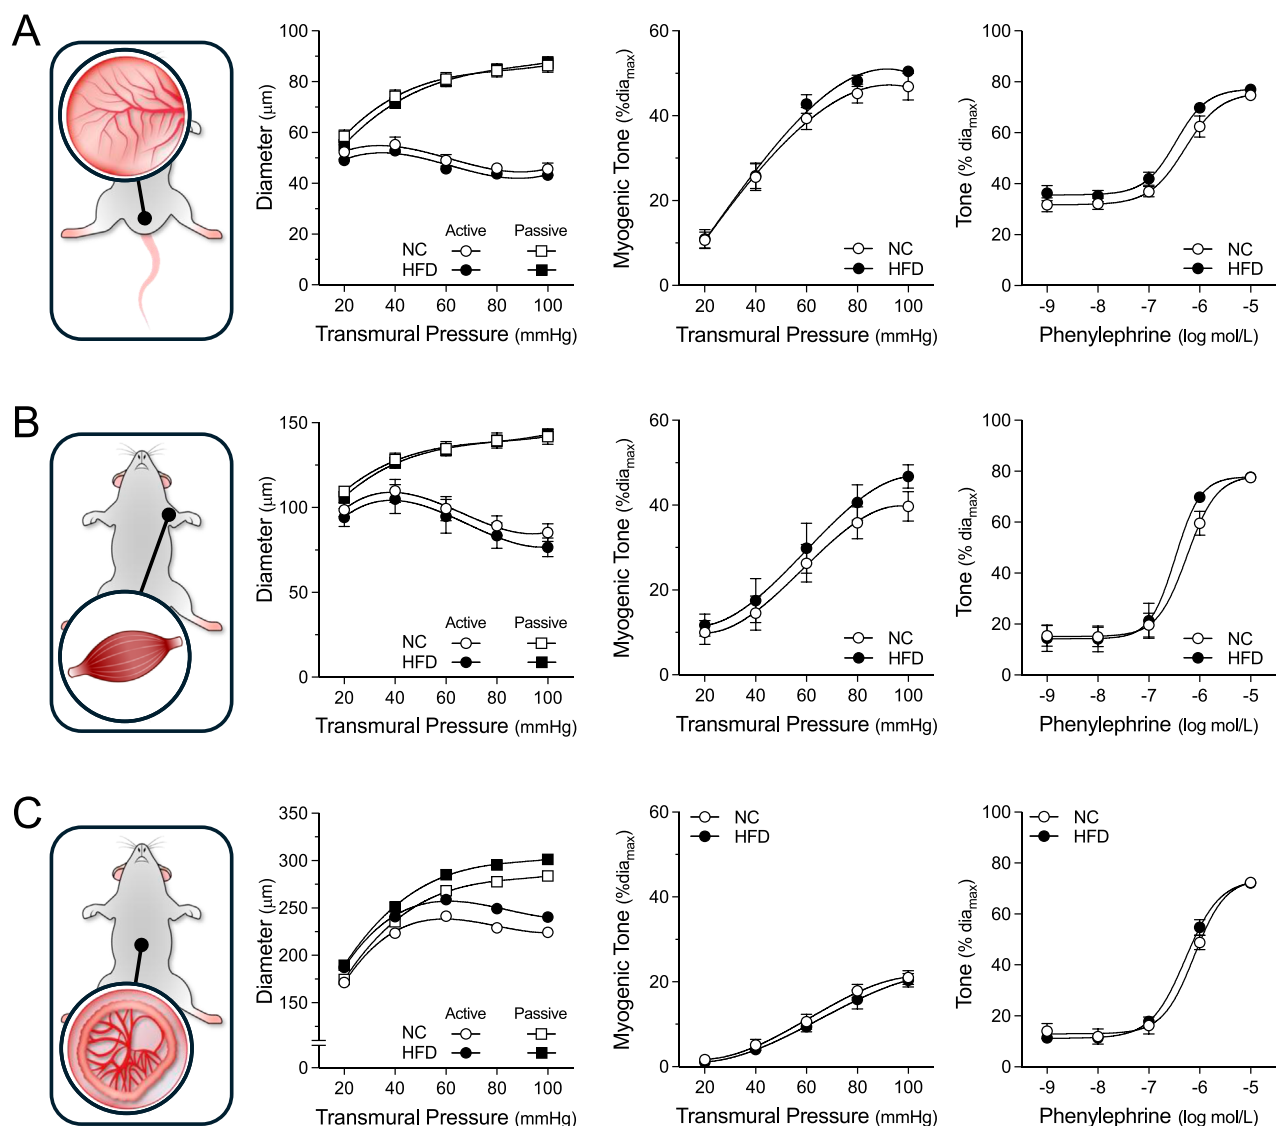 A
Diameter (μm)
100
80
60
40
20
0
Active Passive
NC
HFD
20 40 60 80 100
Transmural Pressure (mmHg)
Myogenic Tone (%dia_max)
60
40
20
0
NC
HFD
20 40 60 80 100
Transmural Pressure (mmHg)
Tone (% dia_max)
100
80
60
40
20
0
NC
HFD
-9 -8 -7 -6 -5
Phenylephrine (log mol/L)
B
Diameter (μm)
150
100
50
0
Active Passive
NC
HFD
20 40 60 80 100
Transmural Pressure (mmHg)
Myogenic Tone (%dia_max)
60
40
20
0
NC
HFD
20 40 60 80 100
Transmural Pressure (mmHg)
Tone (% dia_max)
100
80
60
40
20
0
NC
HFD
-9 -8 -7 -6 -5
Phenylephrine (log mol/L)
C
Diameter (μm)
350
300
250
200
150
0
Active Passive
NC
HFD
20 40 60 80 100
Transmural Pressure (mmHg)
Myogenic Tone (%dia_max)
60
40
20
0
NC
HFD
20 40 60 80 100
Transmural Pressure (mmHg)
Tone (% dia_max)
100
80
60
40
20
0
NC
HFD
-9 -8 -7 -6 -5
Phenylephrine (log mol/L)